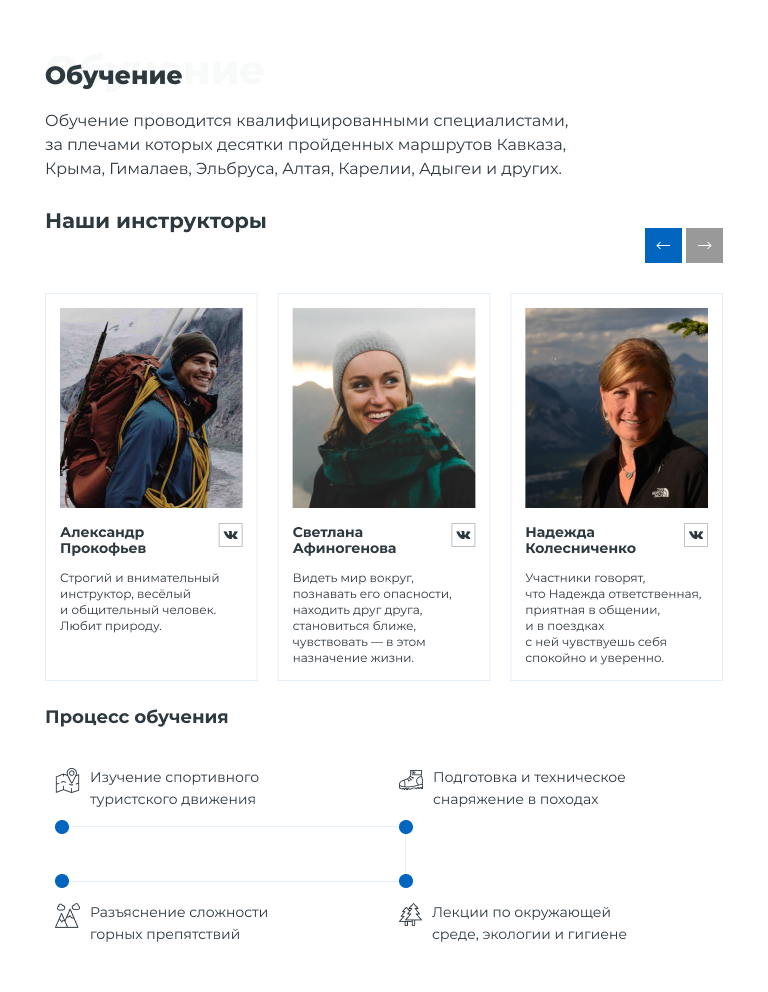 Обучение
Обучение
Обучение проводится квалифицированными специалистами,
за плечами которых десятки пройденных маршрутов Кавказа,
Крыма, Гималаев, Эльбруса, Алтая, Карелии, Адыгеи и других.
Наши инструкторы
Александр
Прокофьев
Строгий и внимательный
инструктор, весёлый
и общительный человек.
Любит природу.
Светлана
Афиногенова
Видеть мир вокруг,
познавать его опасности,
находить друг друга,
становиться ближе,
чувствовать — в этом
назначение жизни.
Надежда
Колесниченко
Участники говорят,
что Надежда ответственная,
приятная в общении,
и в поездках
с ней чувствуешь себя
спокойно и уверенно.
Процесс обучения
Изучение спортивного
туристского движения
Подготовка и техническое
снаряжение в походах
Разъяснение сложности
горных препятствий
Лекции по окружающей
среде, экологии и гигиене